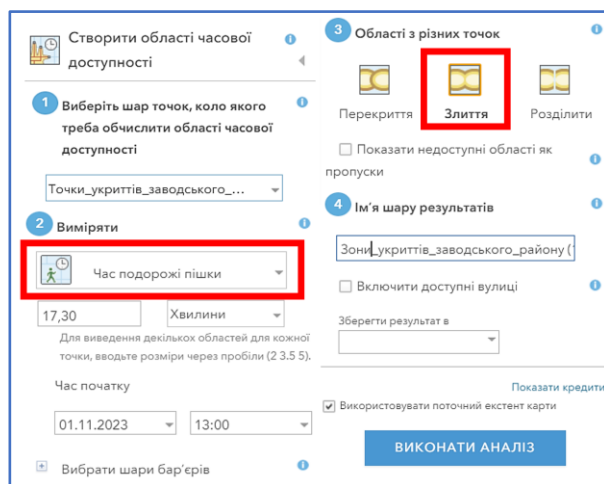 Створити області часової
доступності
1 Виберіть шар точок, коло якого
треба обчислити області часової
доступності
Точки_укриттів_заводського_...
2 Виміряти
Час подорожі пішки
17,30 Хвилини
Для виведення декількох областей для кожної
точки, вводьте розміри через пробіли (2 3.5 5).
Час початку
01.11.2023 13:00
Вибрати шари бар'єрів
3 Області з різних точок
Перекриття Злиття Розділити
Показати недоступні області як
пропуски
4 Ім'я шару результатів
Зони_укриттів_заводського_району (
Включити доступні вулиці
Зберегти результат в
Показати кредити
Використовувати поточний екстент карти
ВИКОНАТИ АНАЛІЗ